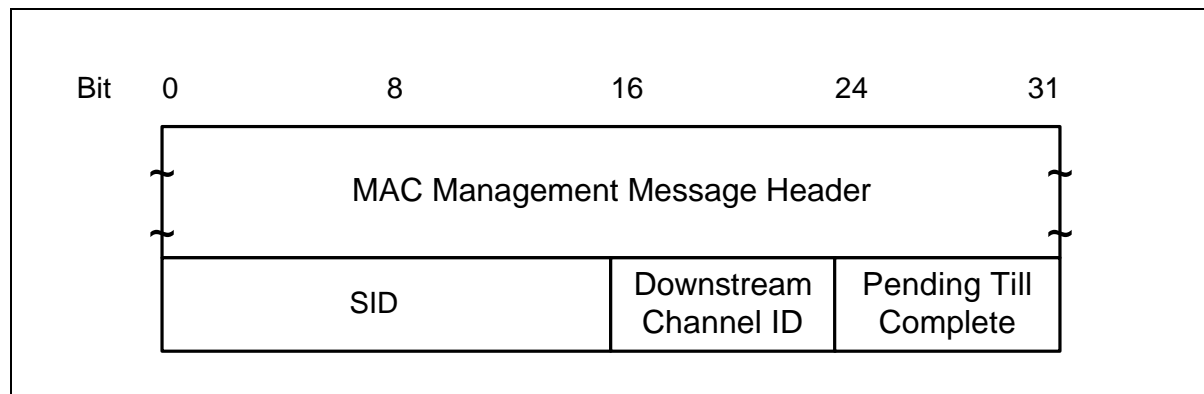 Bit 0 8 16 24 31
MAC Management Message Header
SID
Downstream
Channel ID
Pending Till
Complete